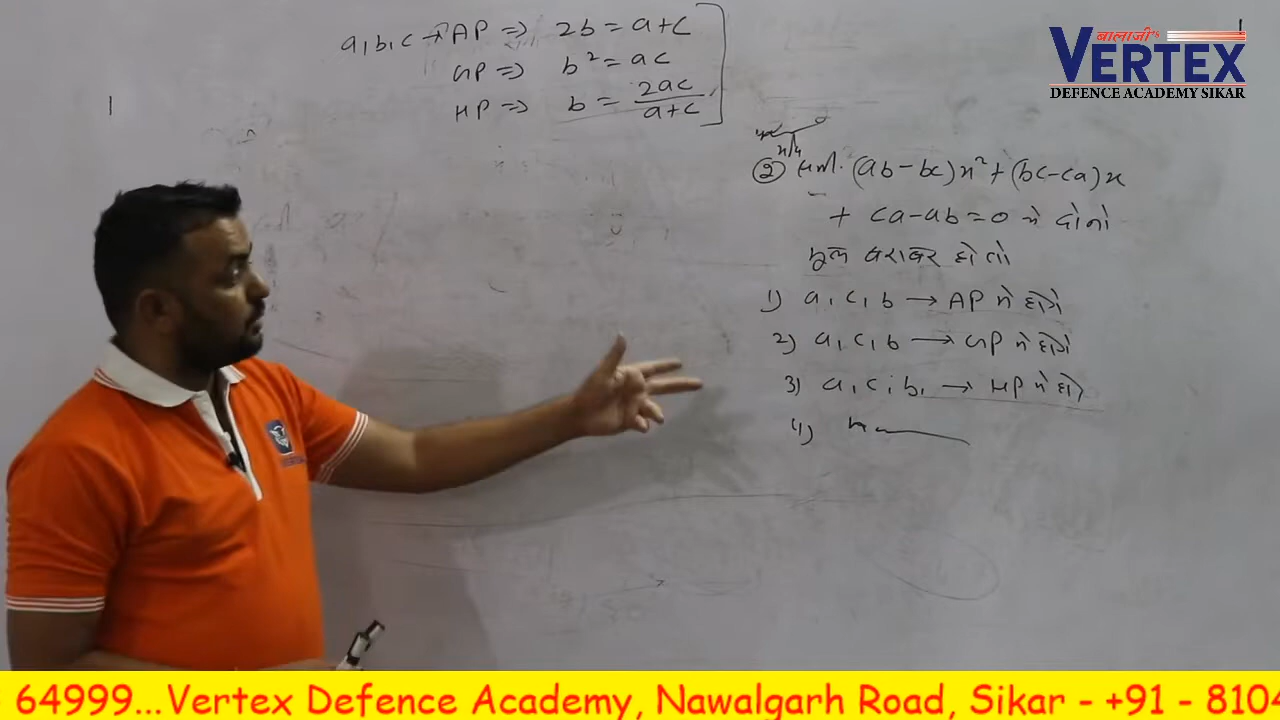 a, b, c → AP ⇒ 2b = a+c
GP ⇒ b² = ac
HP ⇒ b = 2ac/a+c
1
बालाजी's
VERTEX
DEFENCE ACADEMY SIKAR
② (ab-bc)x² + (bc-ca)x
+ ca-ab=0 मे दोनो
मूल बराबर हो तो
1) a, c, b → AP मे होंगे
2) a, c, b → GP मे होंगे
3) a, c, b, → HP मे होंगे
4)
64999...Vertex Defence Academy, Nawalgarh Road, Sikar - +91 - 8104